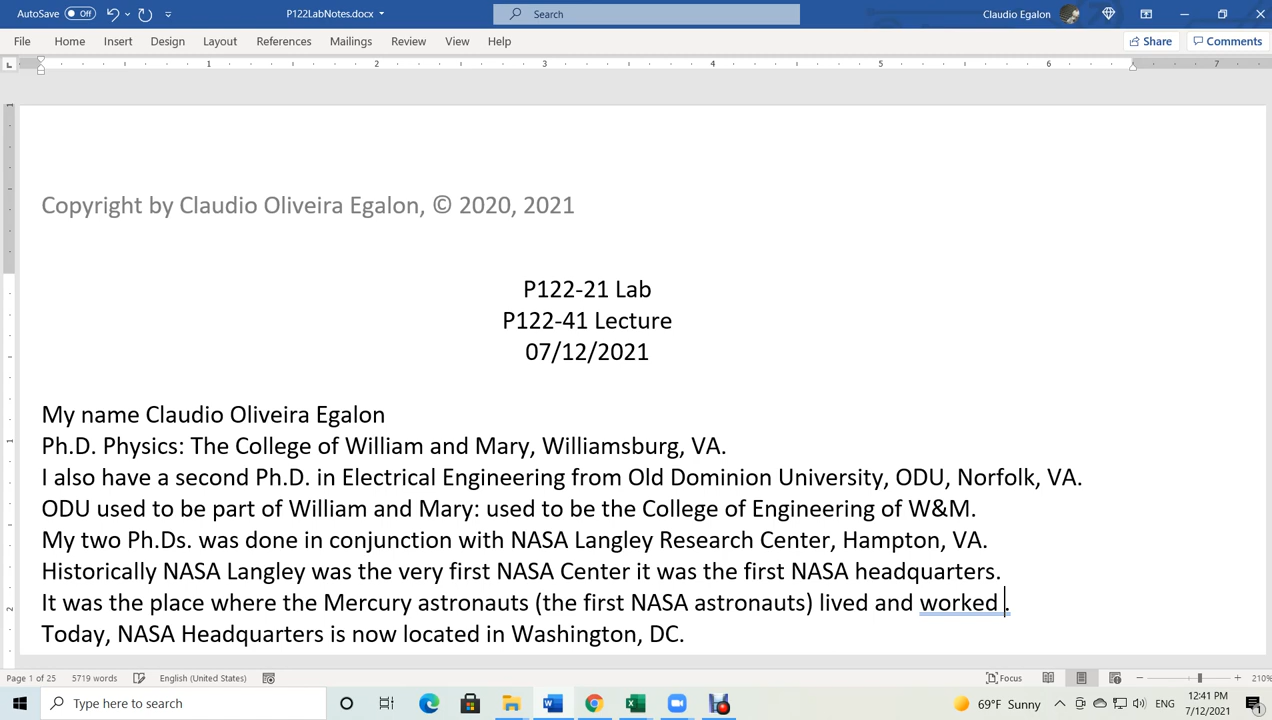 AutoSave Off P122LabNotes.docx Search Claudio Egalon
File Home Insert Design Layout References Mailings Review View Help Share Comments
1 2 3 4 5 6 7
Copyright by Claudio Oliveira Egalon, © 2020, 2021
P122-21 Lab
P122-41 Lecture
07/12/2021
My name Claudio Oliveira Egalon
Ph.D. Physics: The College of William and Mary, Williamsburg, VA.
I also have a second Ph.D. in Electrical Engineering from Old Dominion University, ODU, Norfolk, VA.
ODU used to be part of William and Mary: used to be the College of Engineering of W&M.
My two Ph.Ds. was done in conjunction with NASA Langley Research Center, Hampton, VA.
Historically NASA Langley was the very first NASA Center it was the first NASA headquarters.
It was the place where the Mercury astronauts (the first NASA astronauts) lived and worked .
Today, NASA Headquarters is now located in Washington, DC.
Page 1 of 25 5719 words English (United States) Focus 210%
Type here to search 69°F Sunny ENG 12:41 PM
7/12/2021